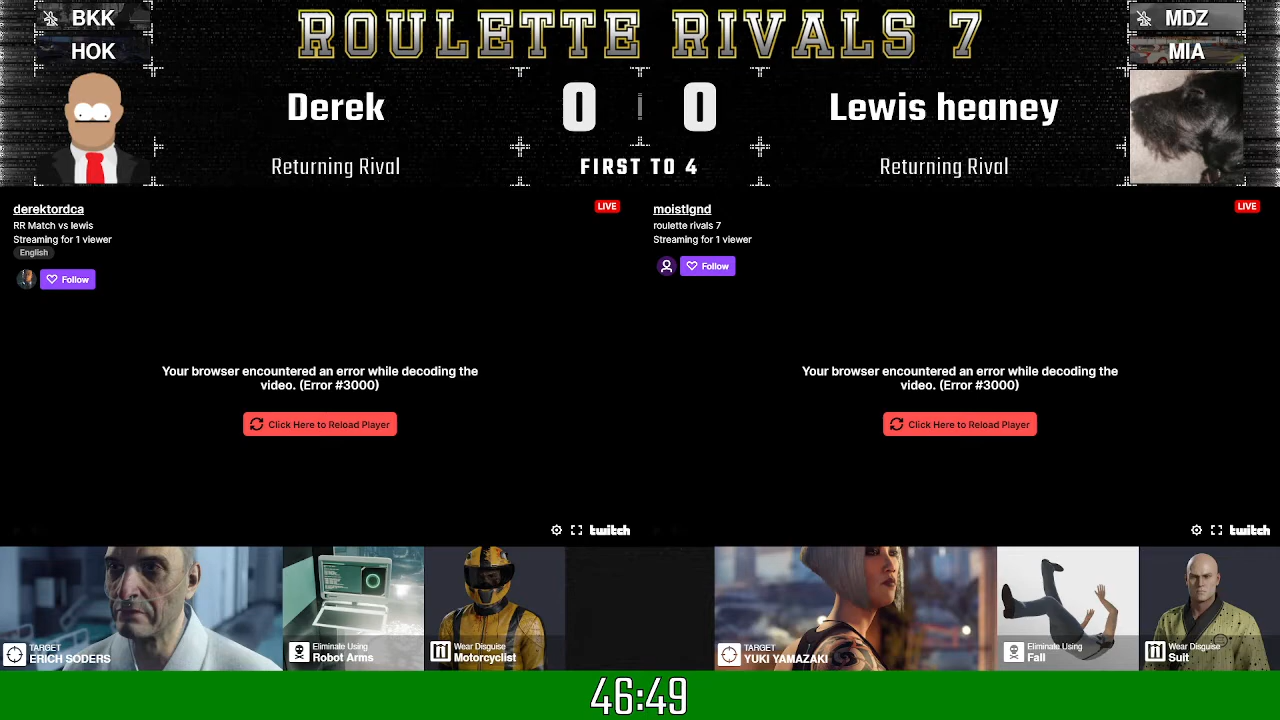 BKK
HOK
ROULETTE RIVALS 7
MDZ
MIA
Derek
0
0
Lewis heaney
Returning Rival
FIRST TO 4
Returning Rival
derektordca
RR Match vs lewis
Streaming for 1 viewer
English
Follow
LIVE
moistlgnd
roulette rivals 7
Streaming for 1 viewer
Follow
LIVE
Your browser encountered an error while decoding the
video. (Error #3000)
Click Here to Reload Player
Your browser encountered an error while decoding the
video. (Error #3000)
Click Here to Reload Player
twitch
twitch
TARGET
ERICH SODERS
Eliminate Using
Robot Arms
Wear Disguise
Motorcyclist
TARGET
YUKI YAMAZAKI
Eliminate Using
Fall
Wear Disguise
Suit
46:49